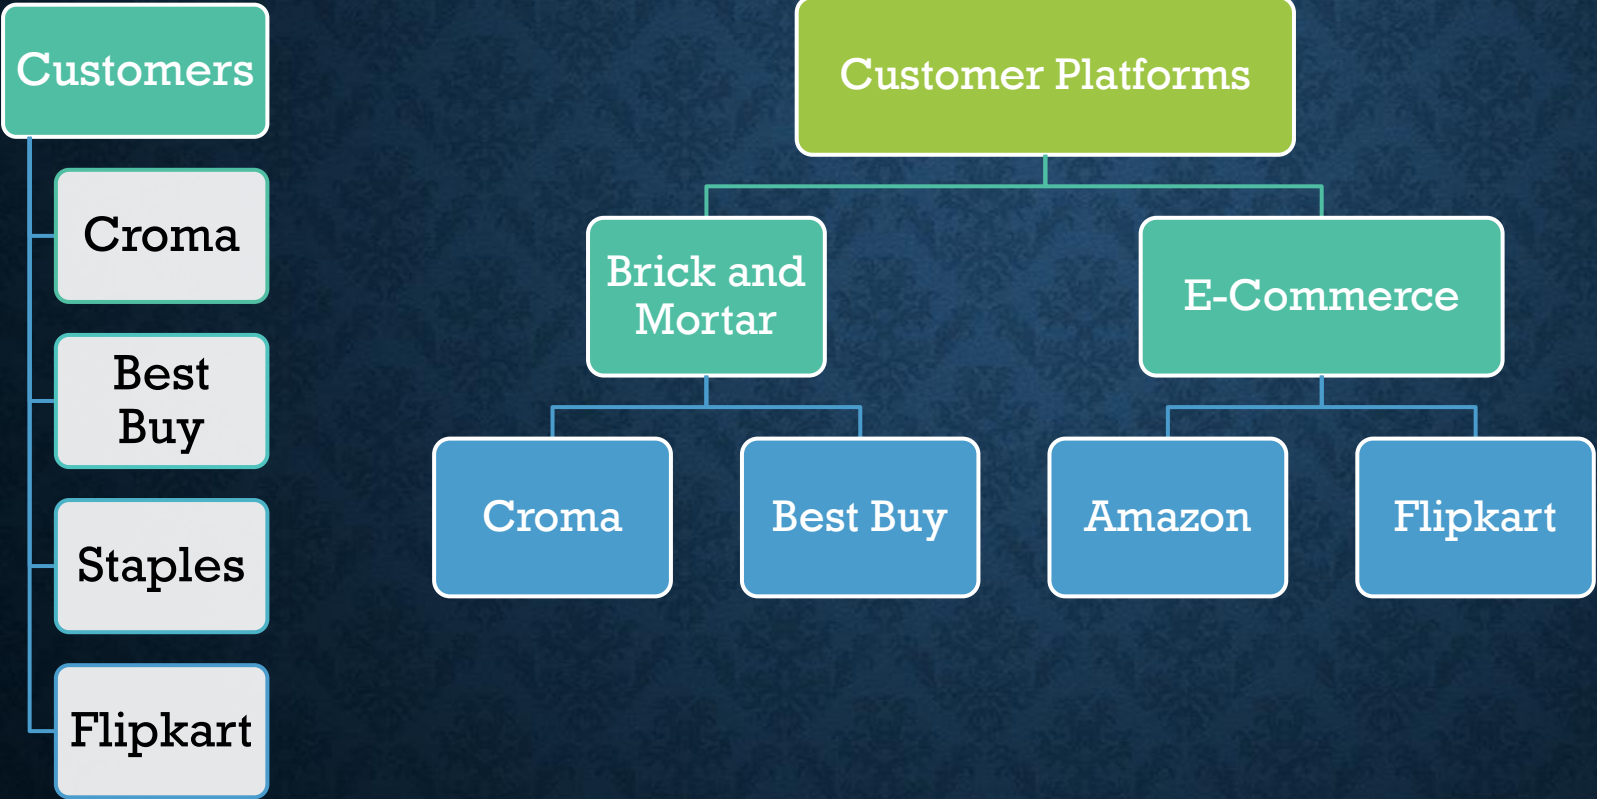 Customers
Croma
Best
Buy
Staples
Flipkart
Customer Platforms
Brick and
Mortar
E-Commerce
Croma
Best Buy
Amazon
Flipkart